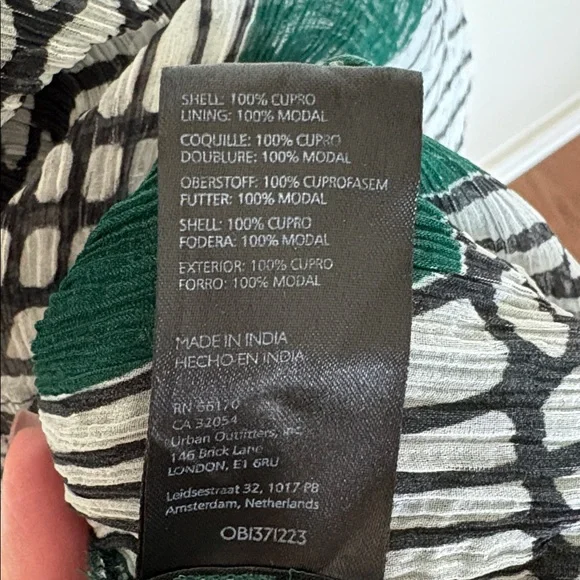 SHELL: 100% CUPRO
LINING: 100% MODAL
COQUILLE: 100% CUPRO
DOUBLURE: 100% MODAL
OBERSTOFF: 100% CUPROFASEM
FUTTER: 100% MODAL
SHELL: 100% CUPRO
FODERA: 100% MODAL
EXTERIOR: 100% CUPRO
FORRO: 100% MODAL
MADE IN INDIA
HECHO EN INDIA
RN 66170
CA 32054
Urban Outfitters, Inc.
146 Brick Lane
LONDON, E1 6RU
Leidsestraat 32, 1017 PB
Amsterdam, Netherlands
OB1371223